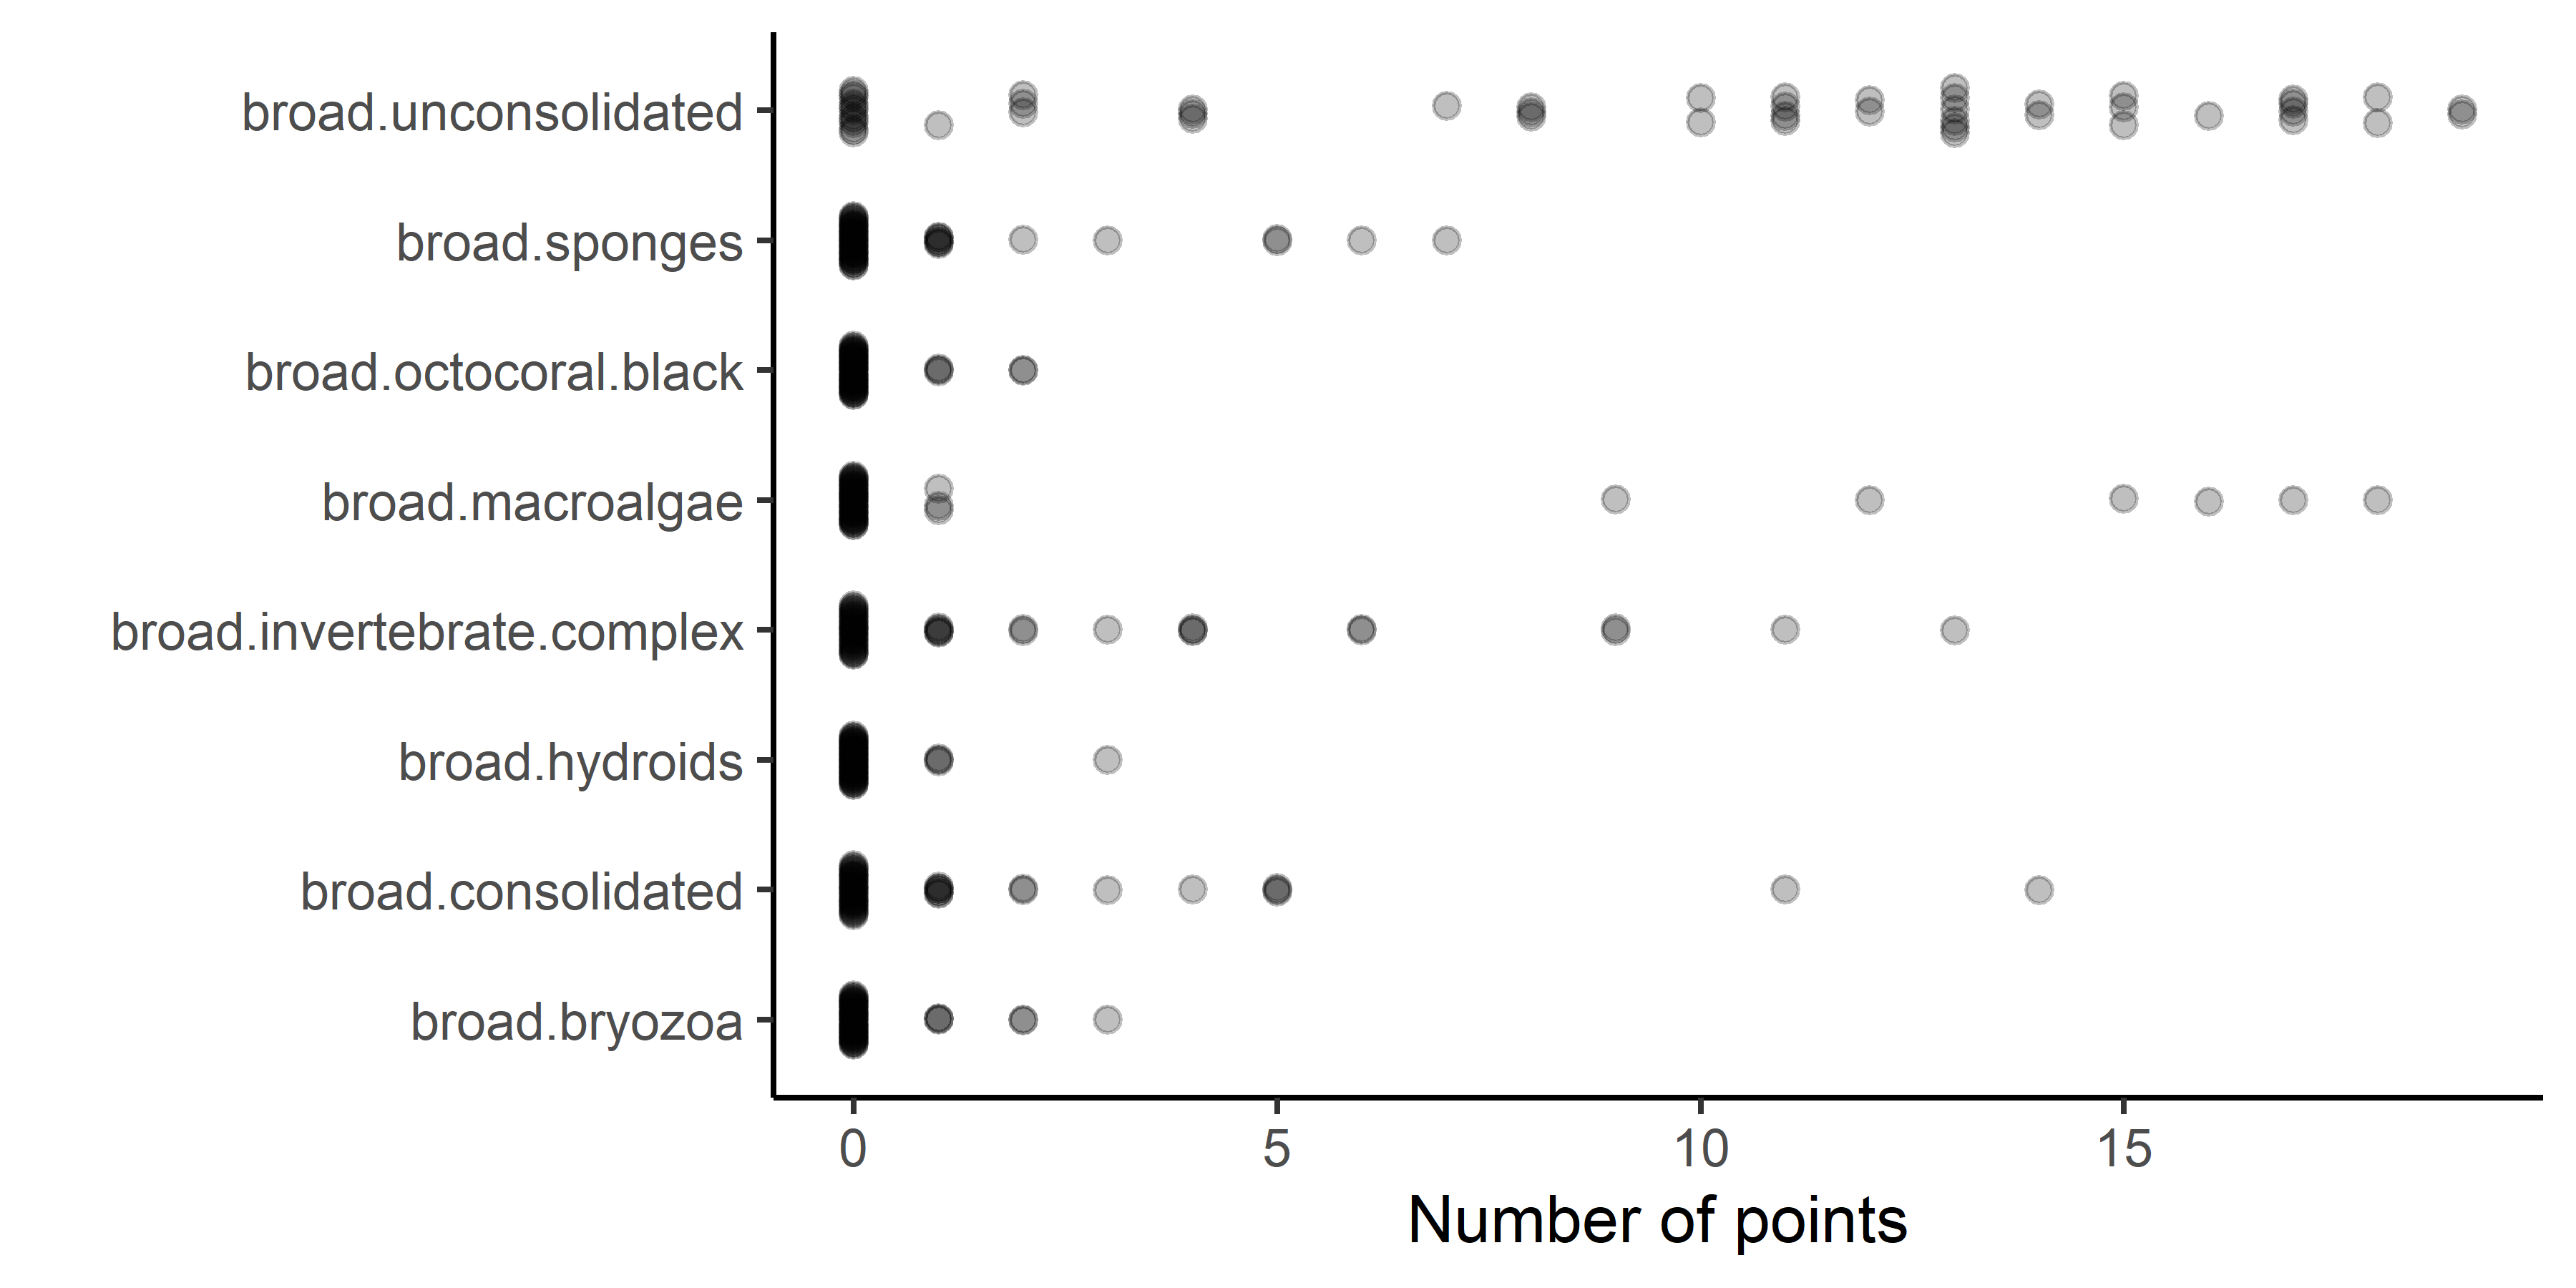 broad.unconsolidated
broad.sponges
broad.octocoral.black
broad.macroalgae
broad.invertebrate.complex
broad.hydroids
broad.consolidated
broad.bryozoa
0 5 10 15
Number of points